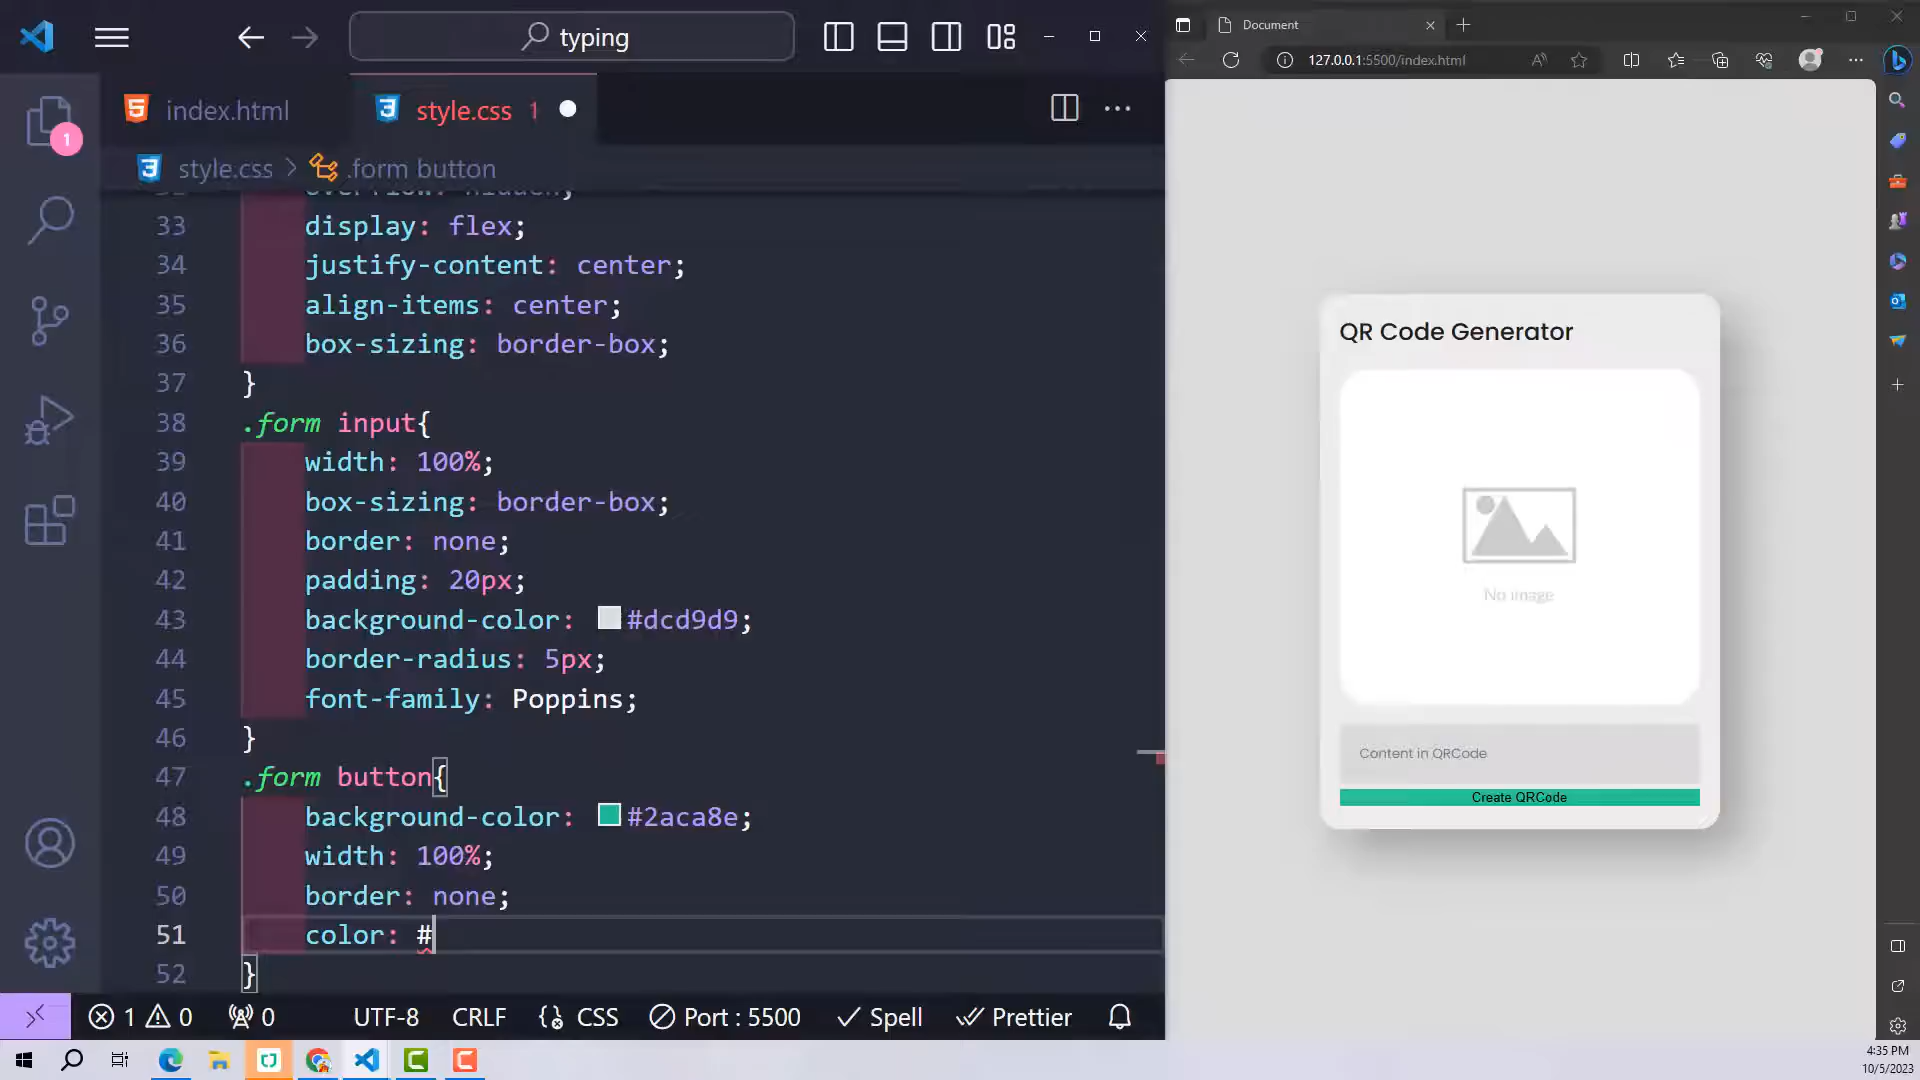 typing
index.html
style.css 1
style.css > .form button
33 display: flex;
34 justify-content: center;
35 align-items: center;
36 box-sizing: border-box;
37 }
38 .form input{
39 width: 100%;
40 box-sizing: border-box;
41 border: none;
42 padding: 20px;
43 background-color: #dcd9d9;
44 border-radius: 5px;
45 font-family: Poppins;
46 }
47 .form button{
48 background-color: #2aca8e;
49 width: 100%;
50 border: none;
51 color: #
52 }
1
1 0 0 UTF-8 CRLF CSS Port : 5500 Spell Prettier
Document
127.0.0.1:5500/index.html
QR Code Generator
No image
Content in QRCode
Create QRCode
4:35 PM
10/5/2023